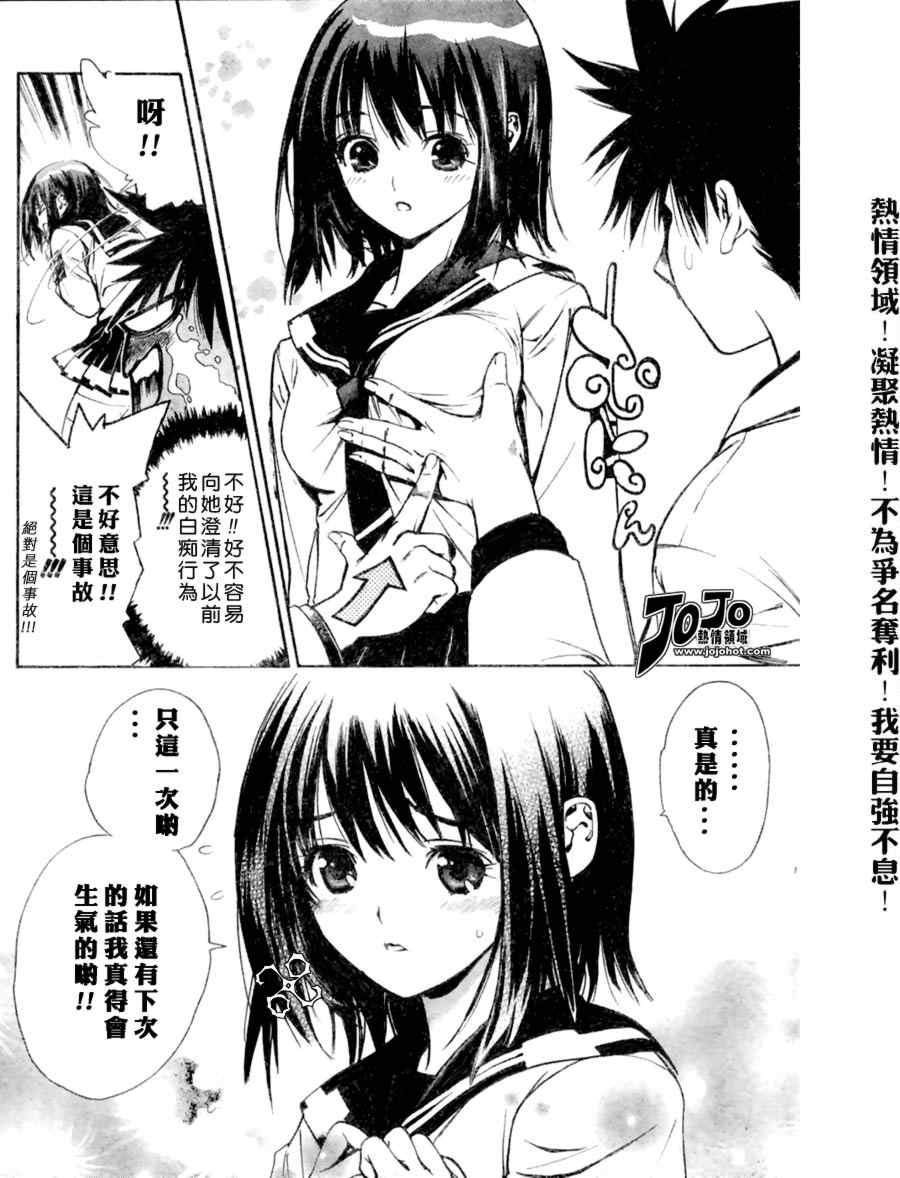 呀!!
不好!!好不容易
向她澄清了以前
我的白痴行為
~~~!!!
不好意思!!
這是個事故
~~~!!!
絕對是個事故!!!
JOJO
熱情領域
www.jojohot.com
......
真是的...
只這一次喲
...
如果還有下次
的話我真得會
生氣的喲!!
熱情領域！凝聚熱情！不為爭名奪利！我要自強不息！